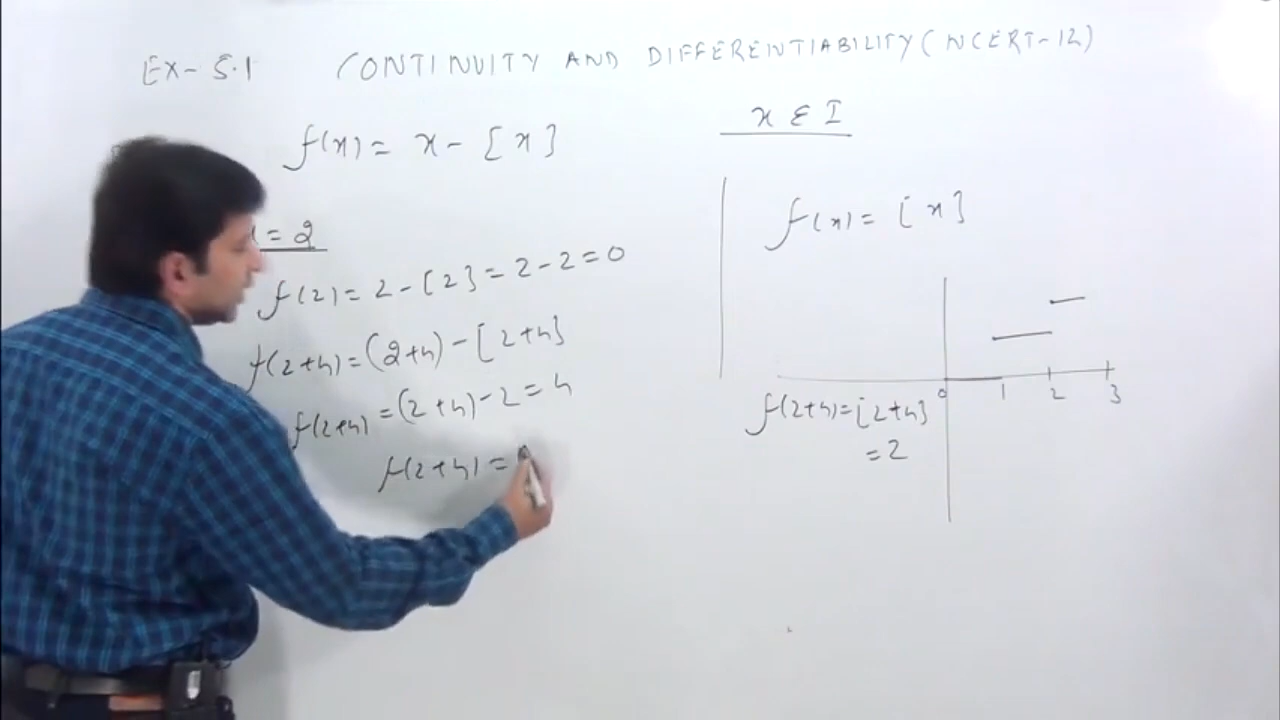 EX-5.1 CONTINUITY AND DIFFERENTIABILITY (NCERT-12)
f(x) = x - [x]
= 2
f(2) = 2 - [2] = 2 - 2 = 0
f(2+h) = (2+h) - [2+h]
f(2+h) = (2+h) - 2 = h
f(2+h) =
x ε I
f(x) = [x]
0 1 2 3
f(2+h) = [2+h]
= 2